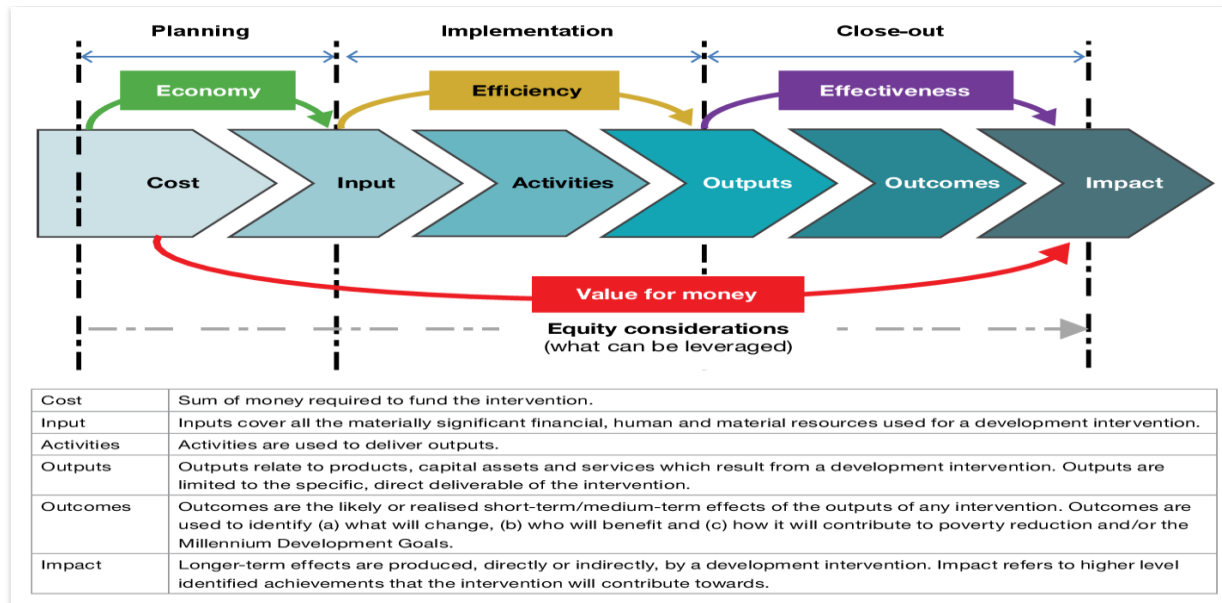 Planning Implementation Close-out
Economy Efficiency Effectiveness
Cost Input Activities Outputs Outcomes Impact
Value for money
Equity considerations
(what can be leveraged)
Cost Sum of money required to fund the intervention.
Input Inputs cover all the materially significant financial, human and material resources used for a development intervention.
Activities Activities are used to deliver outputs.
Outputs Outputs relate to products, capital assets and services which result from a development intervention. Outputs are
limited to the specific, direct deliverable of the intervention.
Outcomes Outcomes are the likely or realised short-term/medium-term effects of the outputs of any intervention. Outcomes are
used to identify (a) what will change, (b) who will benefit and (c) how it will contribute to poverty reduction and/or the
Millennium Development Goals.
Impact Longer-term effects are produced, directly or indirectly, by a development intervention. Impact refers to higher level
identified achievements that the intervention will contribute towards.